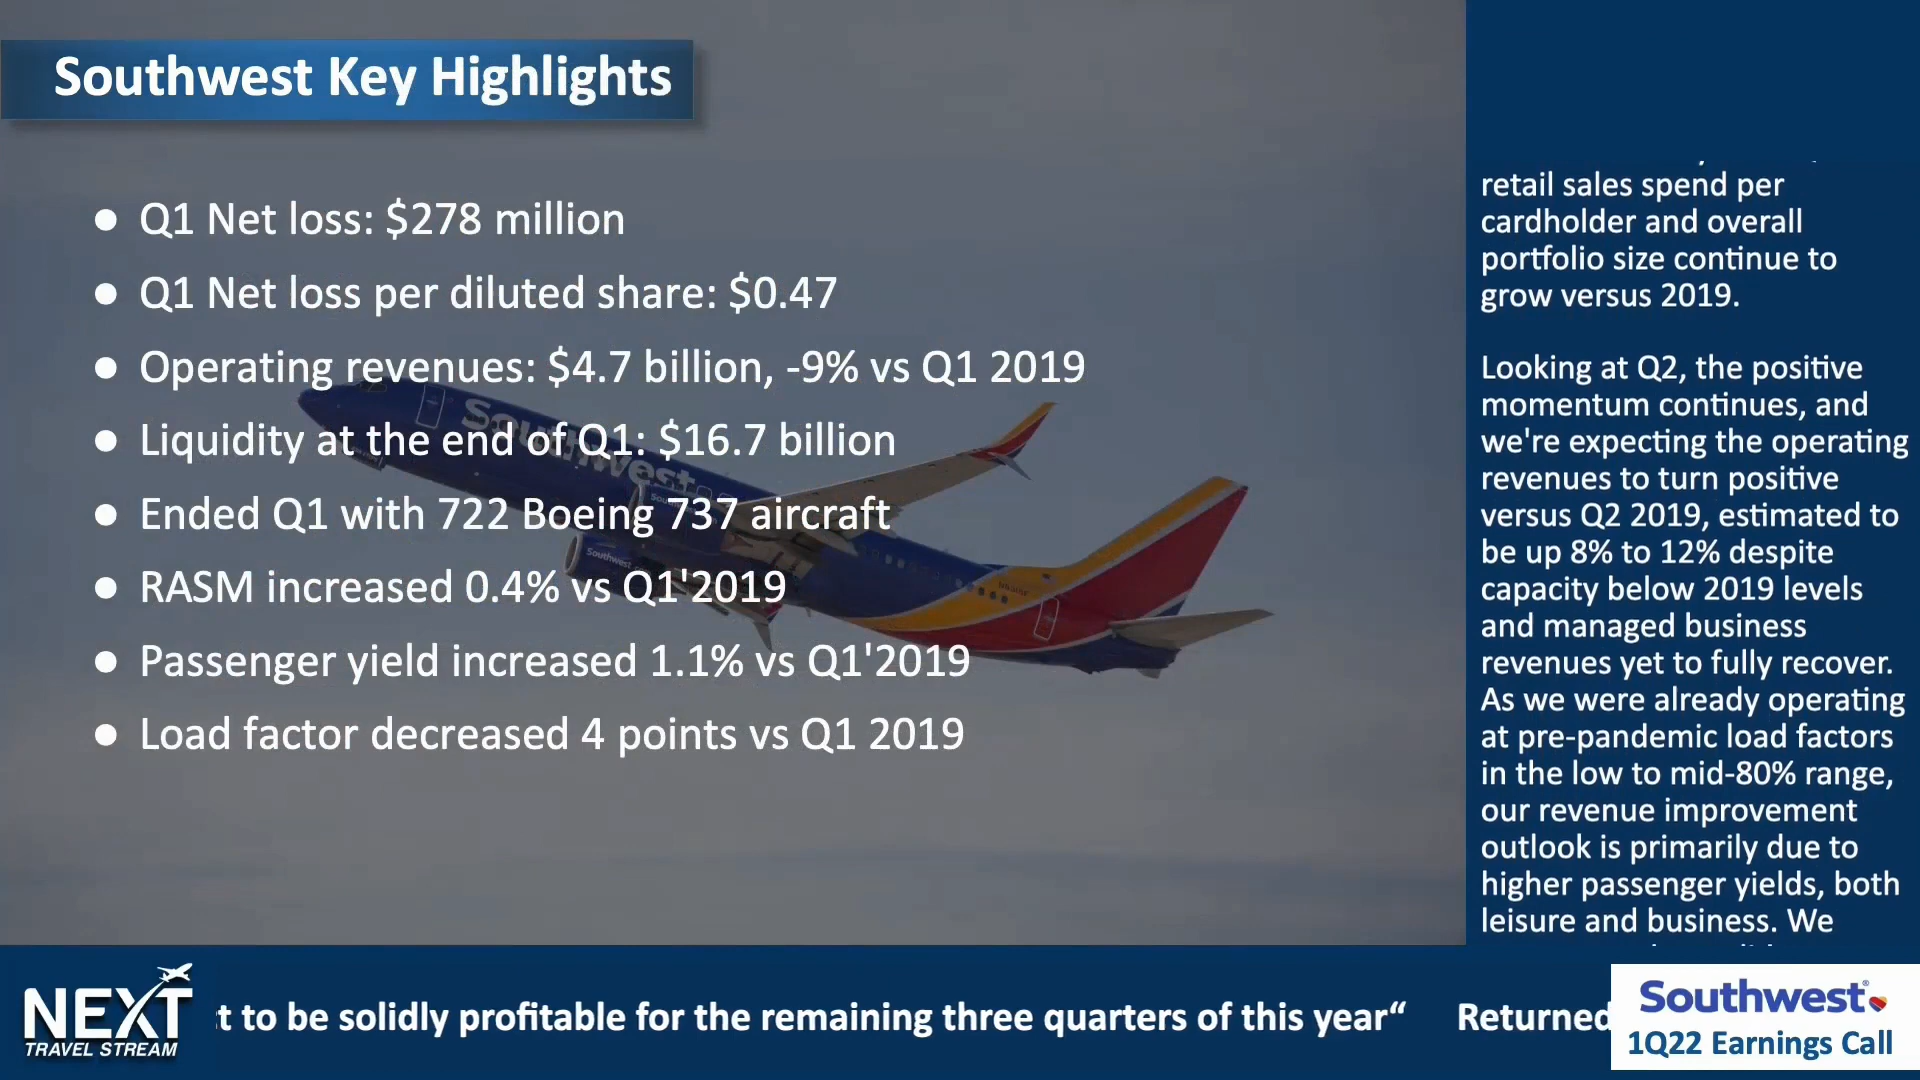 Southwest Key Highlights
● Q1 Net loss: $278 million
● Q1 Net loss per diluted share: $0.47
● Operating revenues: $4.7 billion, -9% vs Q1 2019
● Liquidity at the end of Q1: $16.7 billion
● Ended Q1 with 722 Boeing 737 aircraft
● RASM increased 0.4% vs Q1'2019
● Passenger yield increased 1.1% vs Q1'2019
● Load factor decreased 4 points vs Q1 2019
Southwest
Southwest
retail sales spend per
cardholder and overall
portfolio size continue to
grow versus 2019.
Looking at Q2, the positive
momentum continues, and
we're expecting the operating
revenues to turn positive
versus Q2 2019, estimated to
be up 8% to 12% despite
capacity below 2019 levels
and managed business
revenues yet to fully recover.
As we were already operating
at pre-pandemic load factors
in the low to mid-80% range,
our revenue improvement
outlook is primarily due to
higher passenger yields, both
leisure and business. We
NEXT
TRAVEL STREAM
t to be solidly profitable for the remaining three quarters of this year“ Returned
Southwest®
1Q22 Earnings Call